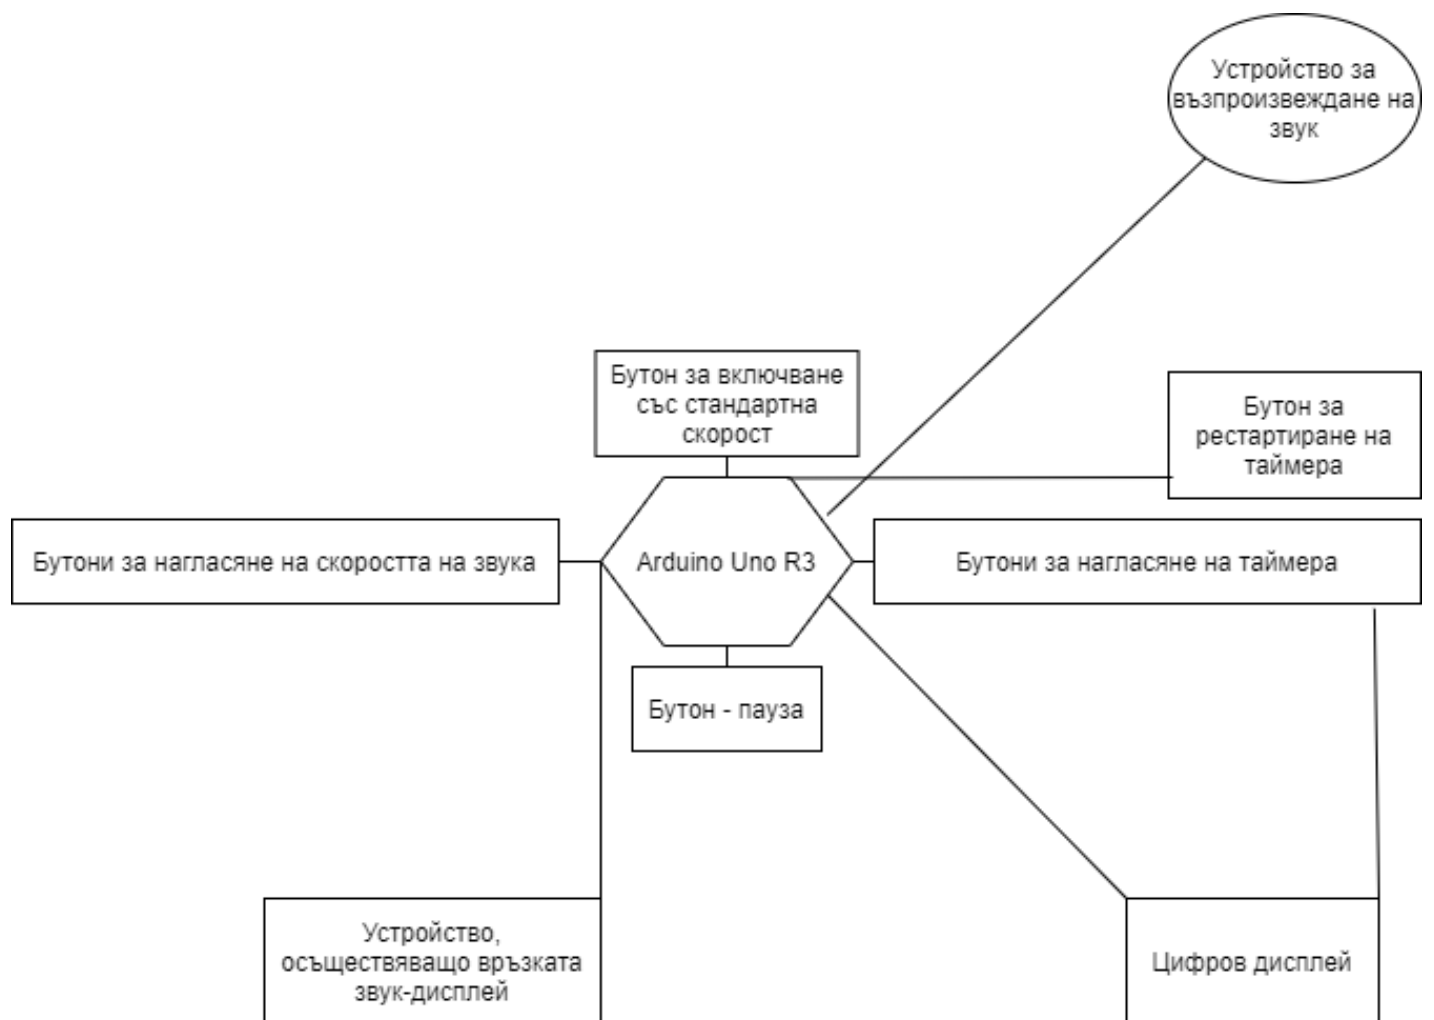 Устройство за
възпроизвеждане на
звук
Бутон за включване
със стандартна
скорост
Бутон за
рестартиране на
таймера
Бутони за нагласяне на скоростта на звука
Arduino Uno R3
Бутони за нагласяне на таймера
Бутон - пауза
Устройство,
осъществяващо връзката
звук-дисплей
Цифров дисплей